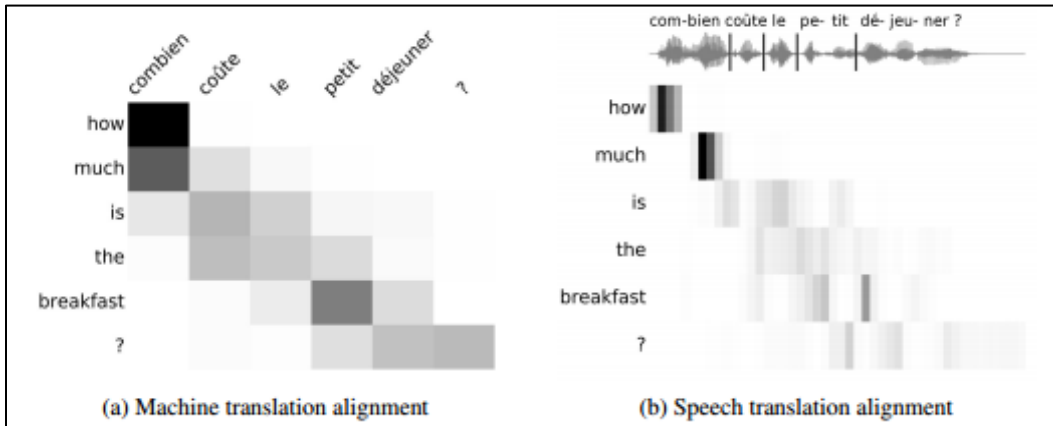 combien coûte le petit déjeuner ?
how
much
is
the
breakfast
?
(a) Machine translation alignment
com-bien coûte le pe- tit dé- jeu- ner ?
how
much
is
the
breakfast
?
(b) Speech translation alignment